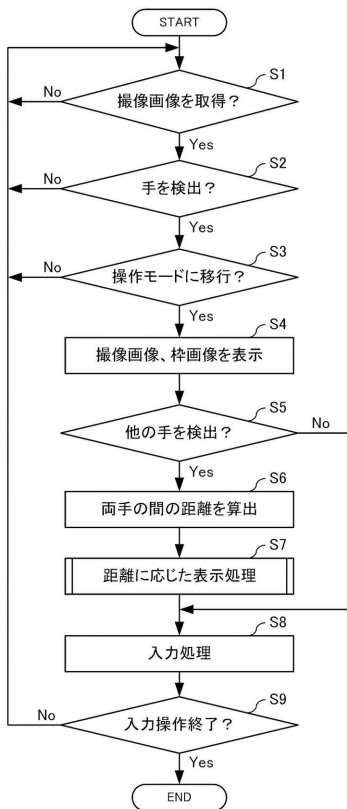 START
S1
撮像画像を取得？
No
Yes
S2
手を検出？
No
Yes
S3
操作モードに移行？
No
Yes
S4
撮像画像、枠画像を表示
S5
他の手を検出？
No
Yes
S6
両手の間の距離を算出
S7
距離に応じた表示処理
S8
入力処理
S9
入力操作終了？
No
Yes
END